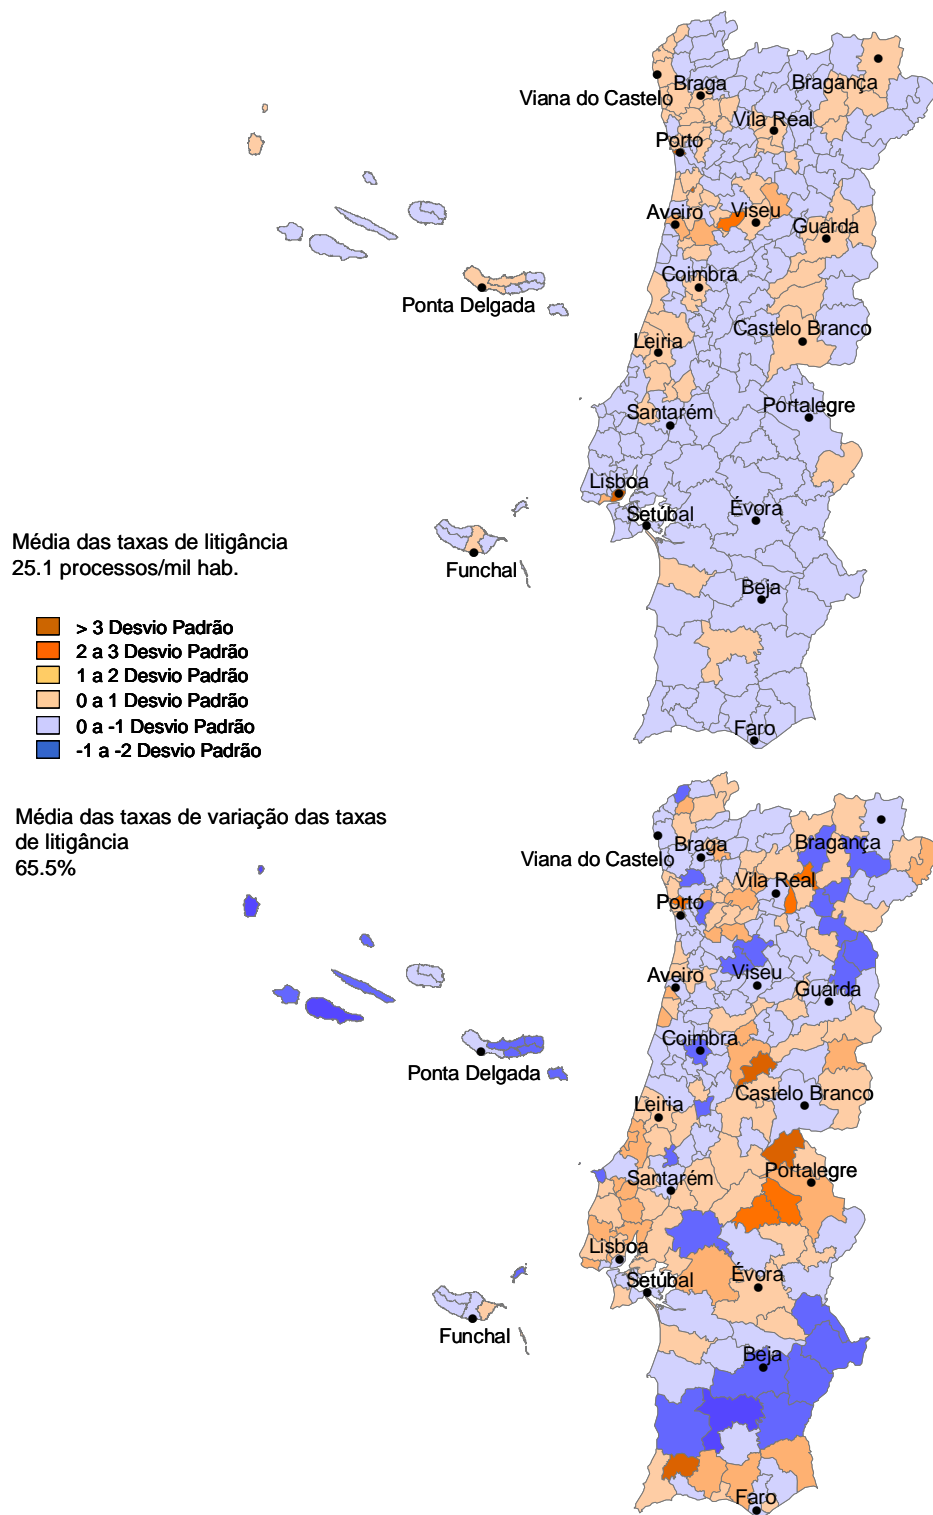 Bragança
Braga
Viana do Castelo
Vila Real
Porto
Aveiro
Viseu
Guarda
Coimbra
Ponta Delgada
Castelo Branco
Leiria
Portalegre
Santarém
Lisboa
Évora
Setúbal
Média das taxas de litigância
25.1 processos/mil hab.
Funchal
Beja
> 3 Desvio Padrão
2 a 3 Desvio Padrão
1 a 2 Desvio Padrão
0 a 1 Desvio Padrão
0 a -1 Desvio Padrão
-1 a -2 Desvio Padrão
Faro
Média das taxas de variação das taxas
de litigância
65.5%
Bragança
Braga
Viana do Castelo
Vila Real
Porto
Aveiro
Viseu
Guarda
Coimbra
Ponta Delgada
Castelo Branco
Leiria
Portalegre
Santarém
Lisboa
Évora
Setúbal
Funchal
Beja
Faro